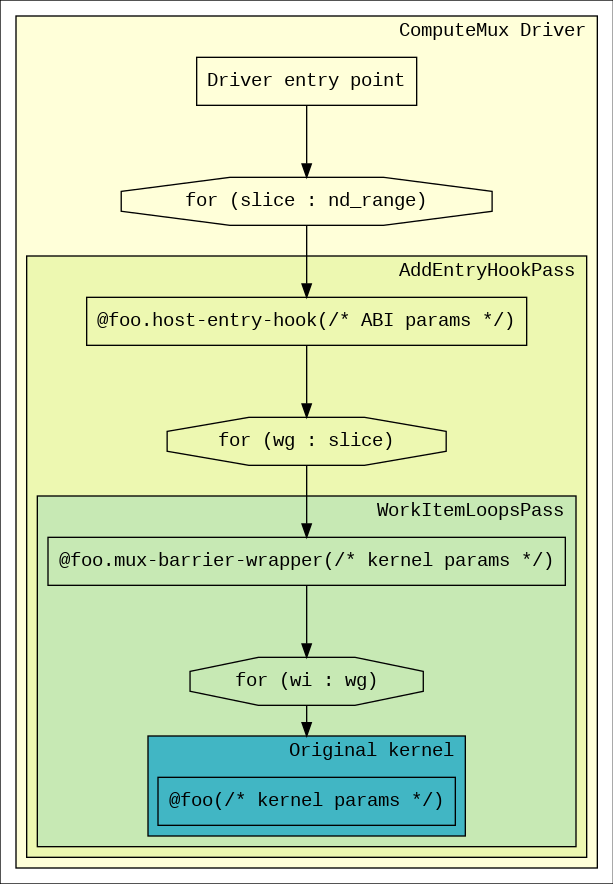 ComputeMux Driver
Driver entry point
for (slice : nd_range)
AddEntryHookPass
@foo.host-entry-hook(/* ABI params */)
for (wg : slice)
WorkItemLoopsPass
@foo.mux-barrier-wrapper(/* kernel params */)
for (wi : wg)
Original kernel
@foo(/* kernel params */)